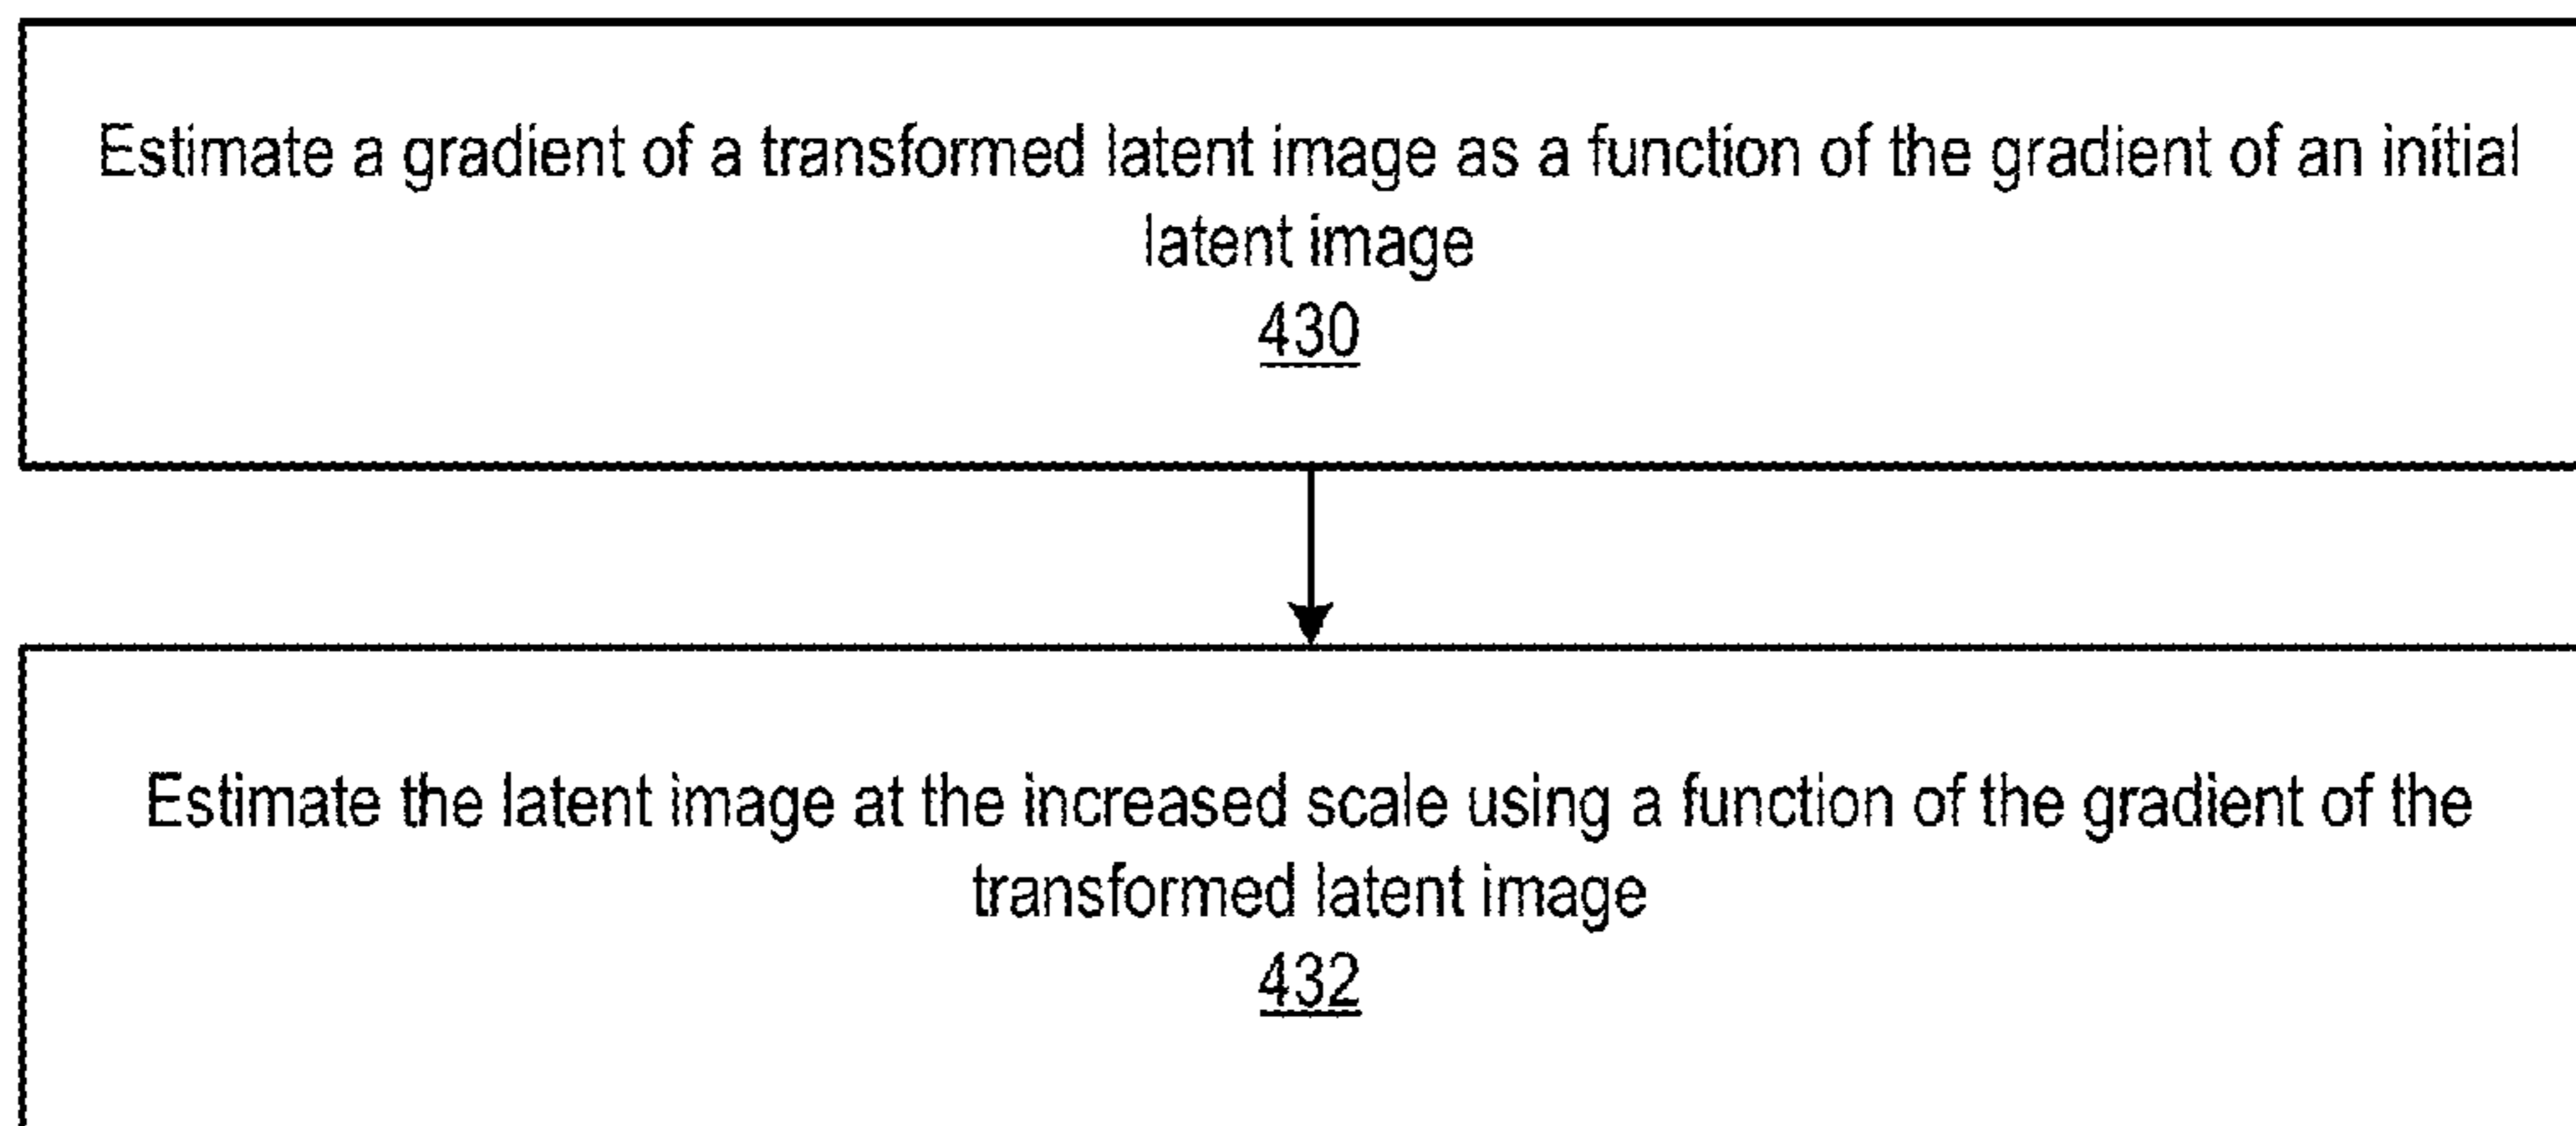 Estimate a gradient of a transformed latent image as a function of the gradient of an initial
latent image
430
Estimate the latent image at the increased scale using a function of the gradient of the
transformed latent image
432